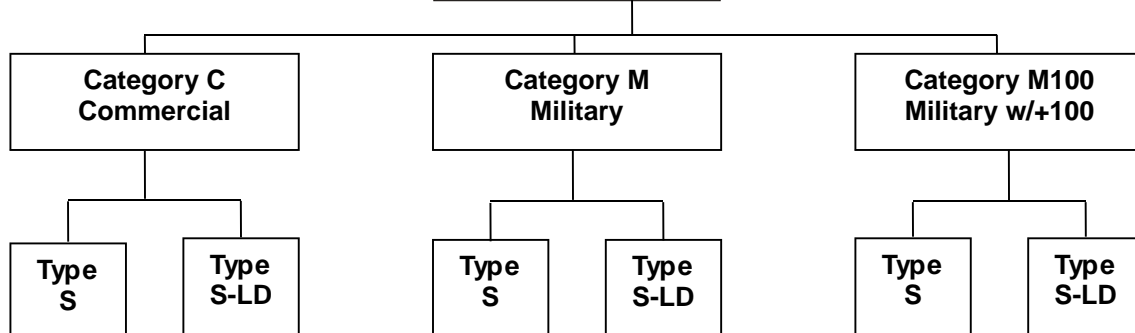 Category C
Commercial
Category M
Military
Category M100
Military w/+100
Type
S
Type
S-LD
Type
S
Type
S-LD
Type
S
Type
S-LD